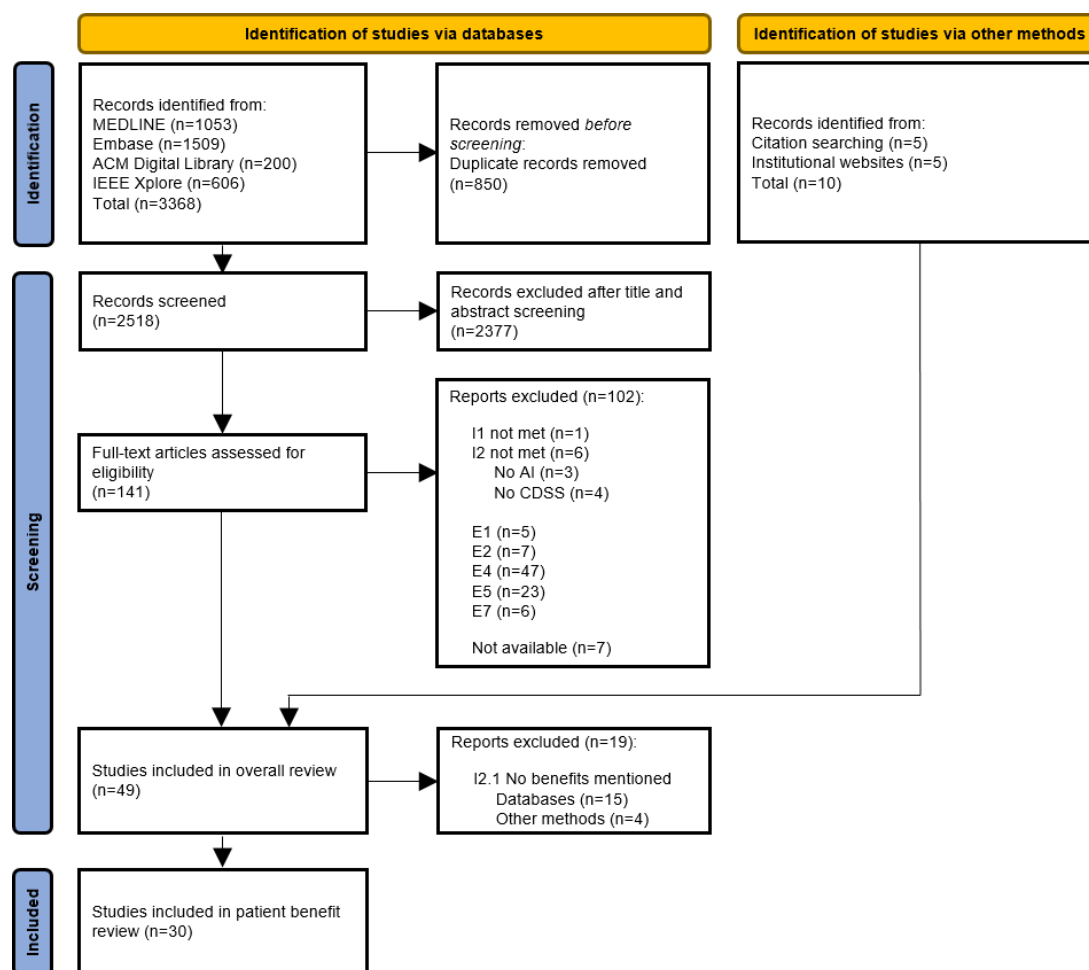 Identification of studies via databases
Identification of studies via other methods
Identification
Records identified from:
MEDLINE (n=1053)
Embase (n=1509)
ACM Digital Library (n=200)
IEEE Xplore (n=606)
Total (n=3368)
Records removed before
screening:
Duplicate records removed
(n=850)
Records identified from:
Citation searching (n=5)
Institutional websites (n=5)
Total (n=10)
Screening
Records screened
(n=2518)
Records excluded after title and
abstract screening
(n=2377)
Full-text articles assessed for
eligibility
(n=141)
Reports excluded (n=102):
I1 not met (n=1)
I2 not met (n=6)
No AI (n=3)
No CDSS (n=4)
E1 (n=5)
E2 (n=7)
E4 (n=47)
E5 (n=23)
E7 (n=6)
Not available (n=7)
Studies included in overall review
(n=49)
Reports excluded (n=19):
I2.1 No benefits mentioned
Databases (n=15)
Other methods (n=4)
Included
Studies included in patient benefit
review (n=30)